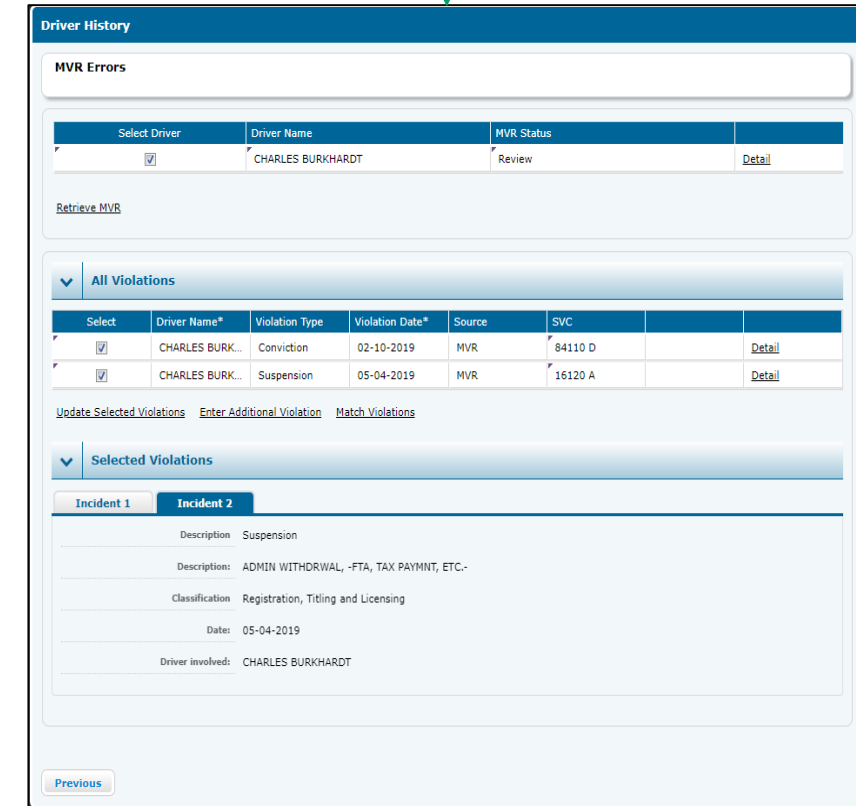 Driver History
MVR Errors
Select Driver Driver Name MVR Status
CHARLES BURKHARDT Review Detail
Retrieve MVR
All Violations
Select Driver Name* Violation Type Violation Date* Source SVC
CHARLES BURK... Conviction 02-10-2019 MVR 84110 D Detail
CHARLES BURK... Suspension 05-04-2019 MVR 16120 A Detail
Update Selected Violations Enter Additional Violation Match Violations
Selected Violations
Incident 1 Incident 2
Description Suspension
Description: ADMIN WITHDRWAL, -FTA, TAX PAYMNT, ETC.-
Classification Registration, Titling and Licensing
Date: 05-04-2019
Driver involved: CHARLES BURKHARDT
Previous